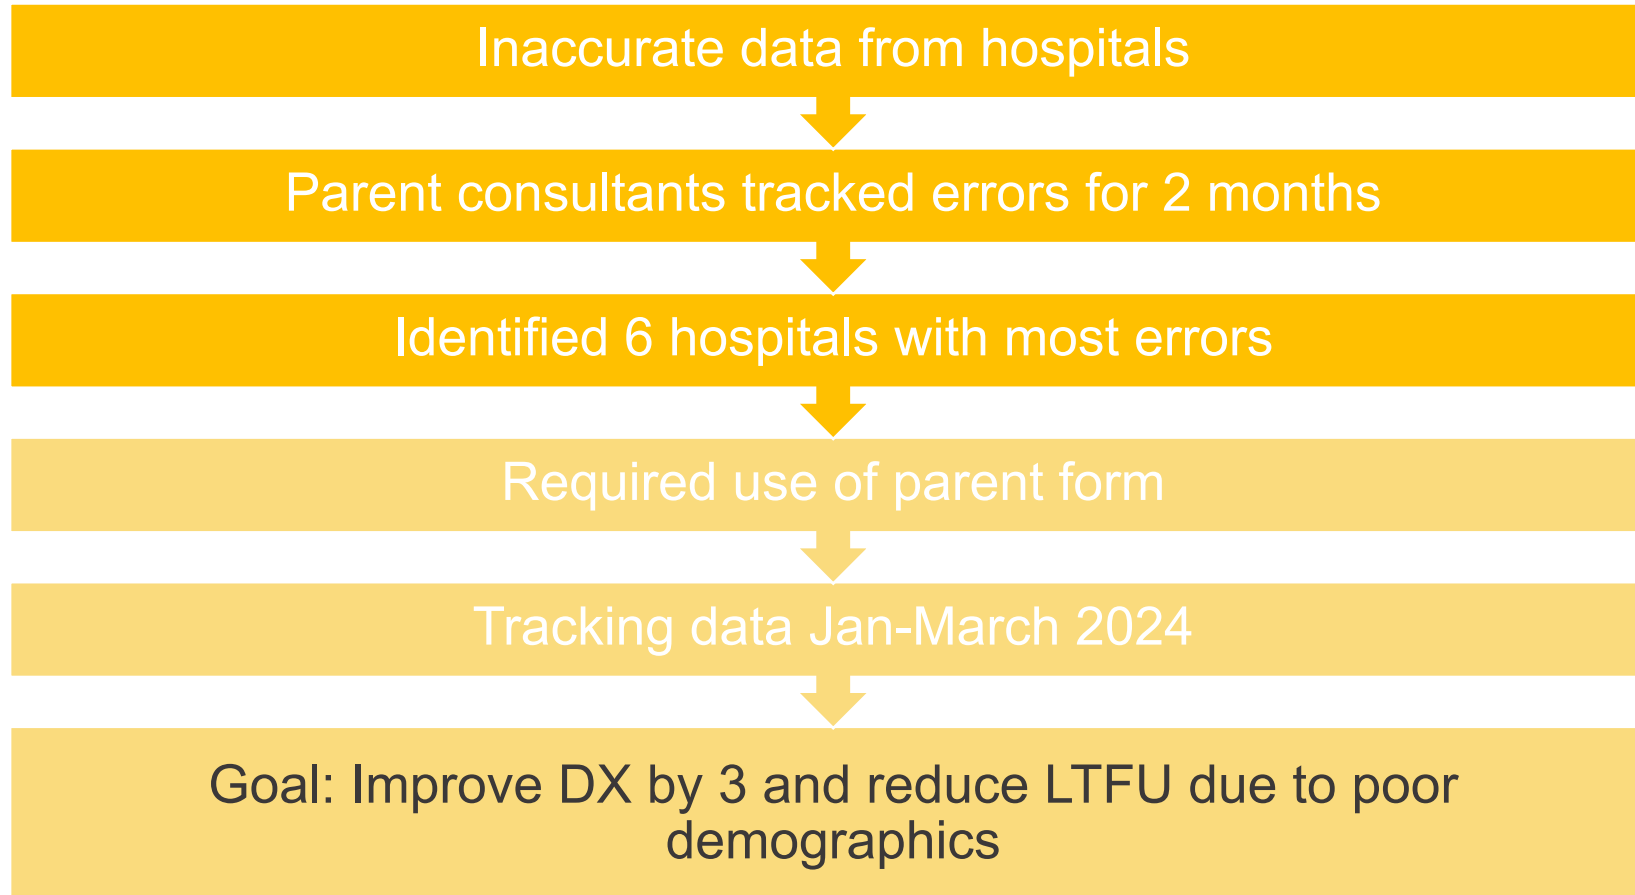 Inaccurate data from hospitals
Parent consultants tracked errors for 2 months
Identified 6 hospitals with most errors
Required use of parent form
Tracking data Jan-March 2024
Goal: Improve DX by 3 and reduce LTFU due to poor
demographics